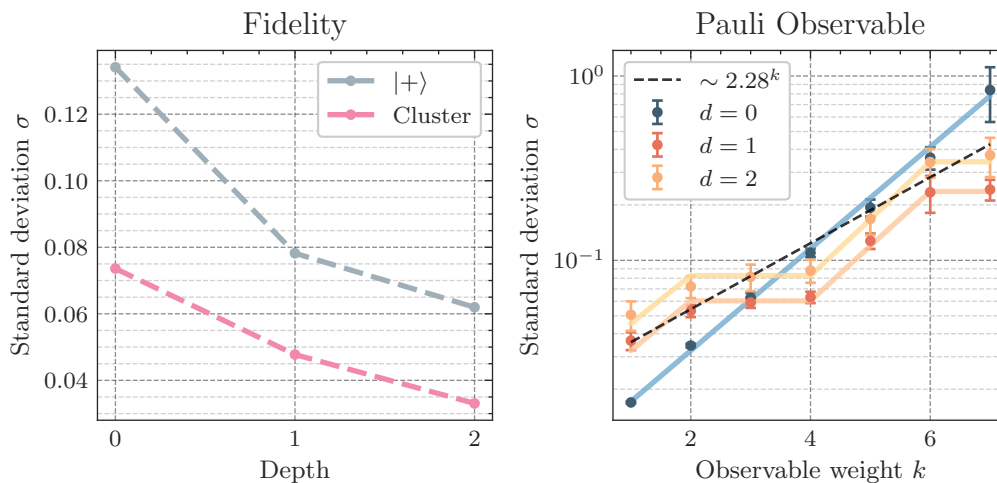 Fidelity
Standard deviation σ
0.12
0.10
0.08
0.06
0.04
|+⟩
Cluster
0
1
2
Depth
Pauli Observable
Standard deviation σ
10⁰
10⁻¹
∼ 2.28ᵏ
d = 0
d = 1
d = 2
2
4
6
Observable weight k